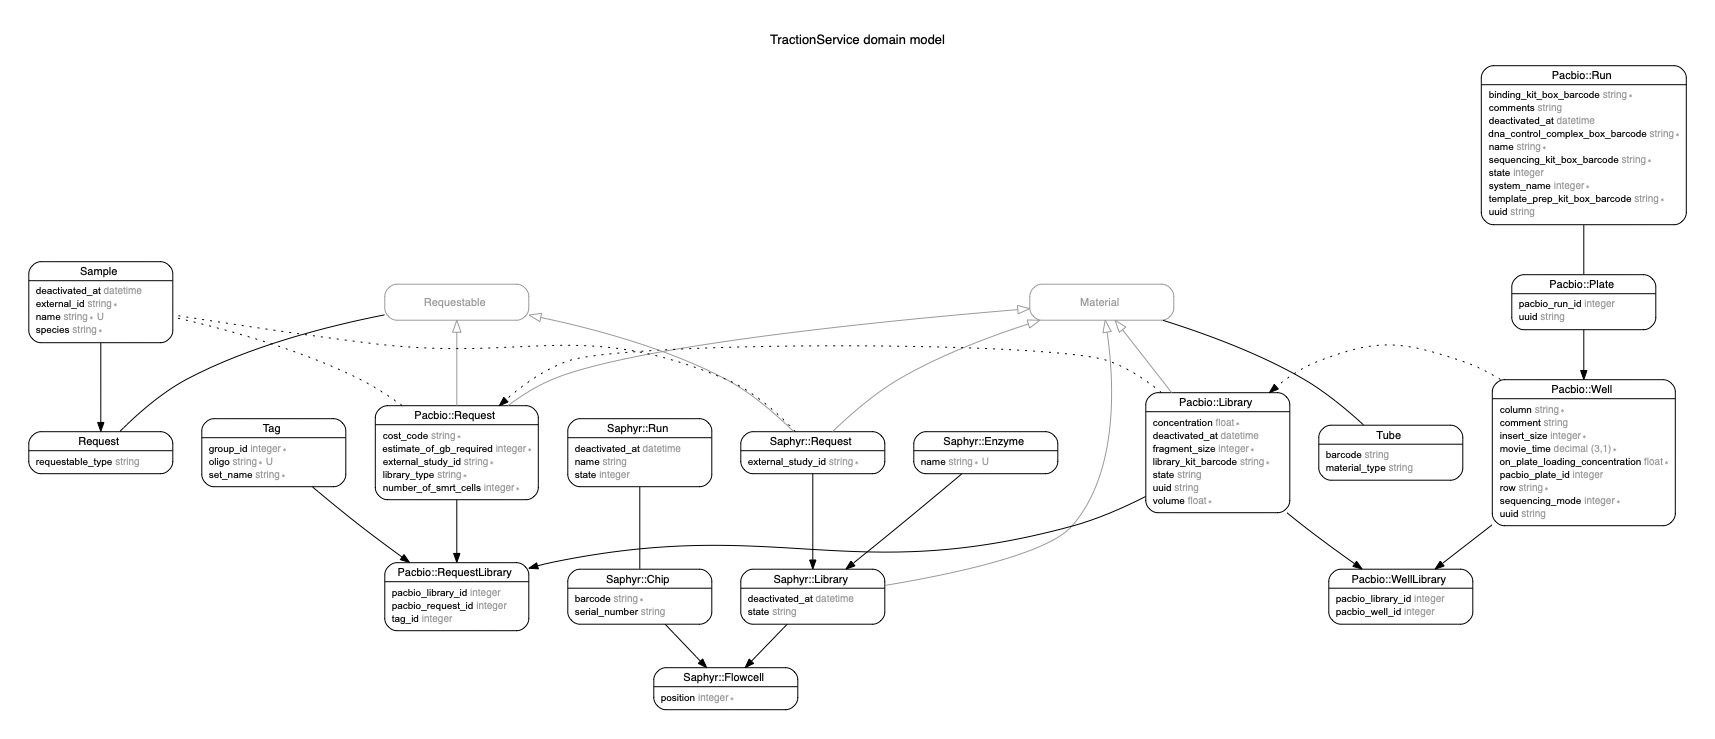 TractionService domain model
Pacbio::Run
binding_kit_box_barcode string *
comments string
deactivated_at datetime
dna_control_complex_box_barcode string *
name string *
sequencing_kit_box_barcode string *
state integer
system_name integer *
template_prep_kit_box_barcode string *
uuid string
Sample
deactivated_at datetime
external_id string *
name string * U
species string *
Requestable
Material
Pacbio::Plate
pacbio_run_id integer
uuid string
Request
requestable_type string
Tag
group_id integer *
oligo string * U
set_name string *
Pacbio::Request
cost_code string *
estimate_of_gb_required integer *
external_study_id string *
library_type string *
number_of_smrt_cells integer *
Saphyr::Run
deactivated_at datetime
name string
state integer
Saphyr::Request
external_study_id string *
Saphyr::Enzyme
name string * U
Pacbio::Library
concentration float *
deactivated_at datetime
fragment_size integer *
library_kit_barcode string *
state string
uuid string
volume float *
Tube
barcode string
material_type string
Pacbio::Well
column string *
comment string
insert_size integer *
movie_time decimal (3,1) *
on_plate_loading_concentration float *
pacbio_plate_id integer
row string *
sequencing_mode integer *
uuid string
Pacbio::RequestLibrary
pacbio_library_id integer
pacbio_request_id integer
tag_id integer
Saphyr::Chip
barcode string *
serial_number string
Saphyr::Library
deactivated_at datetime
state string
Pacbio::WellLibrary
pacbio_library_id integer
pacbio_well_id integer
Saphyr::Flowcell
position integer *